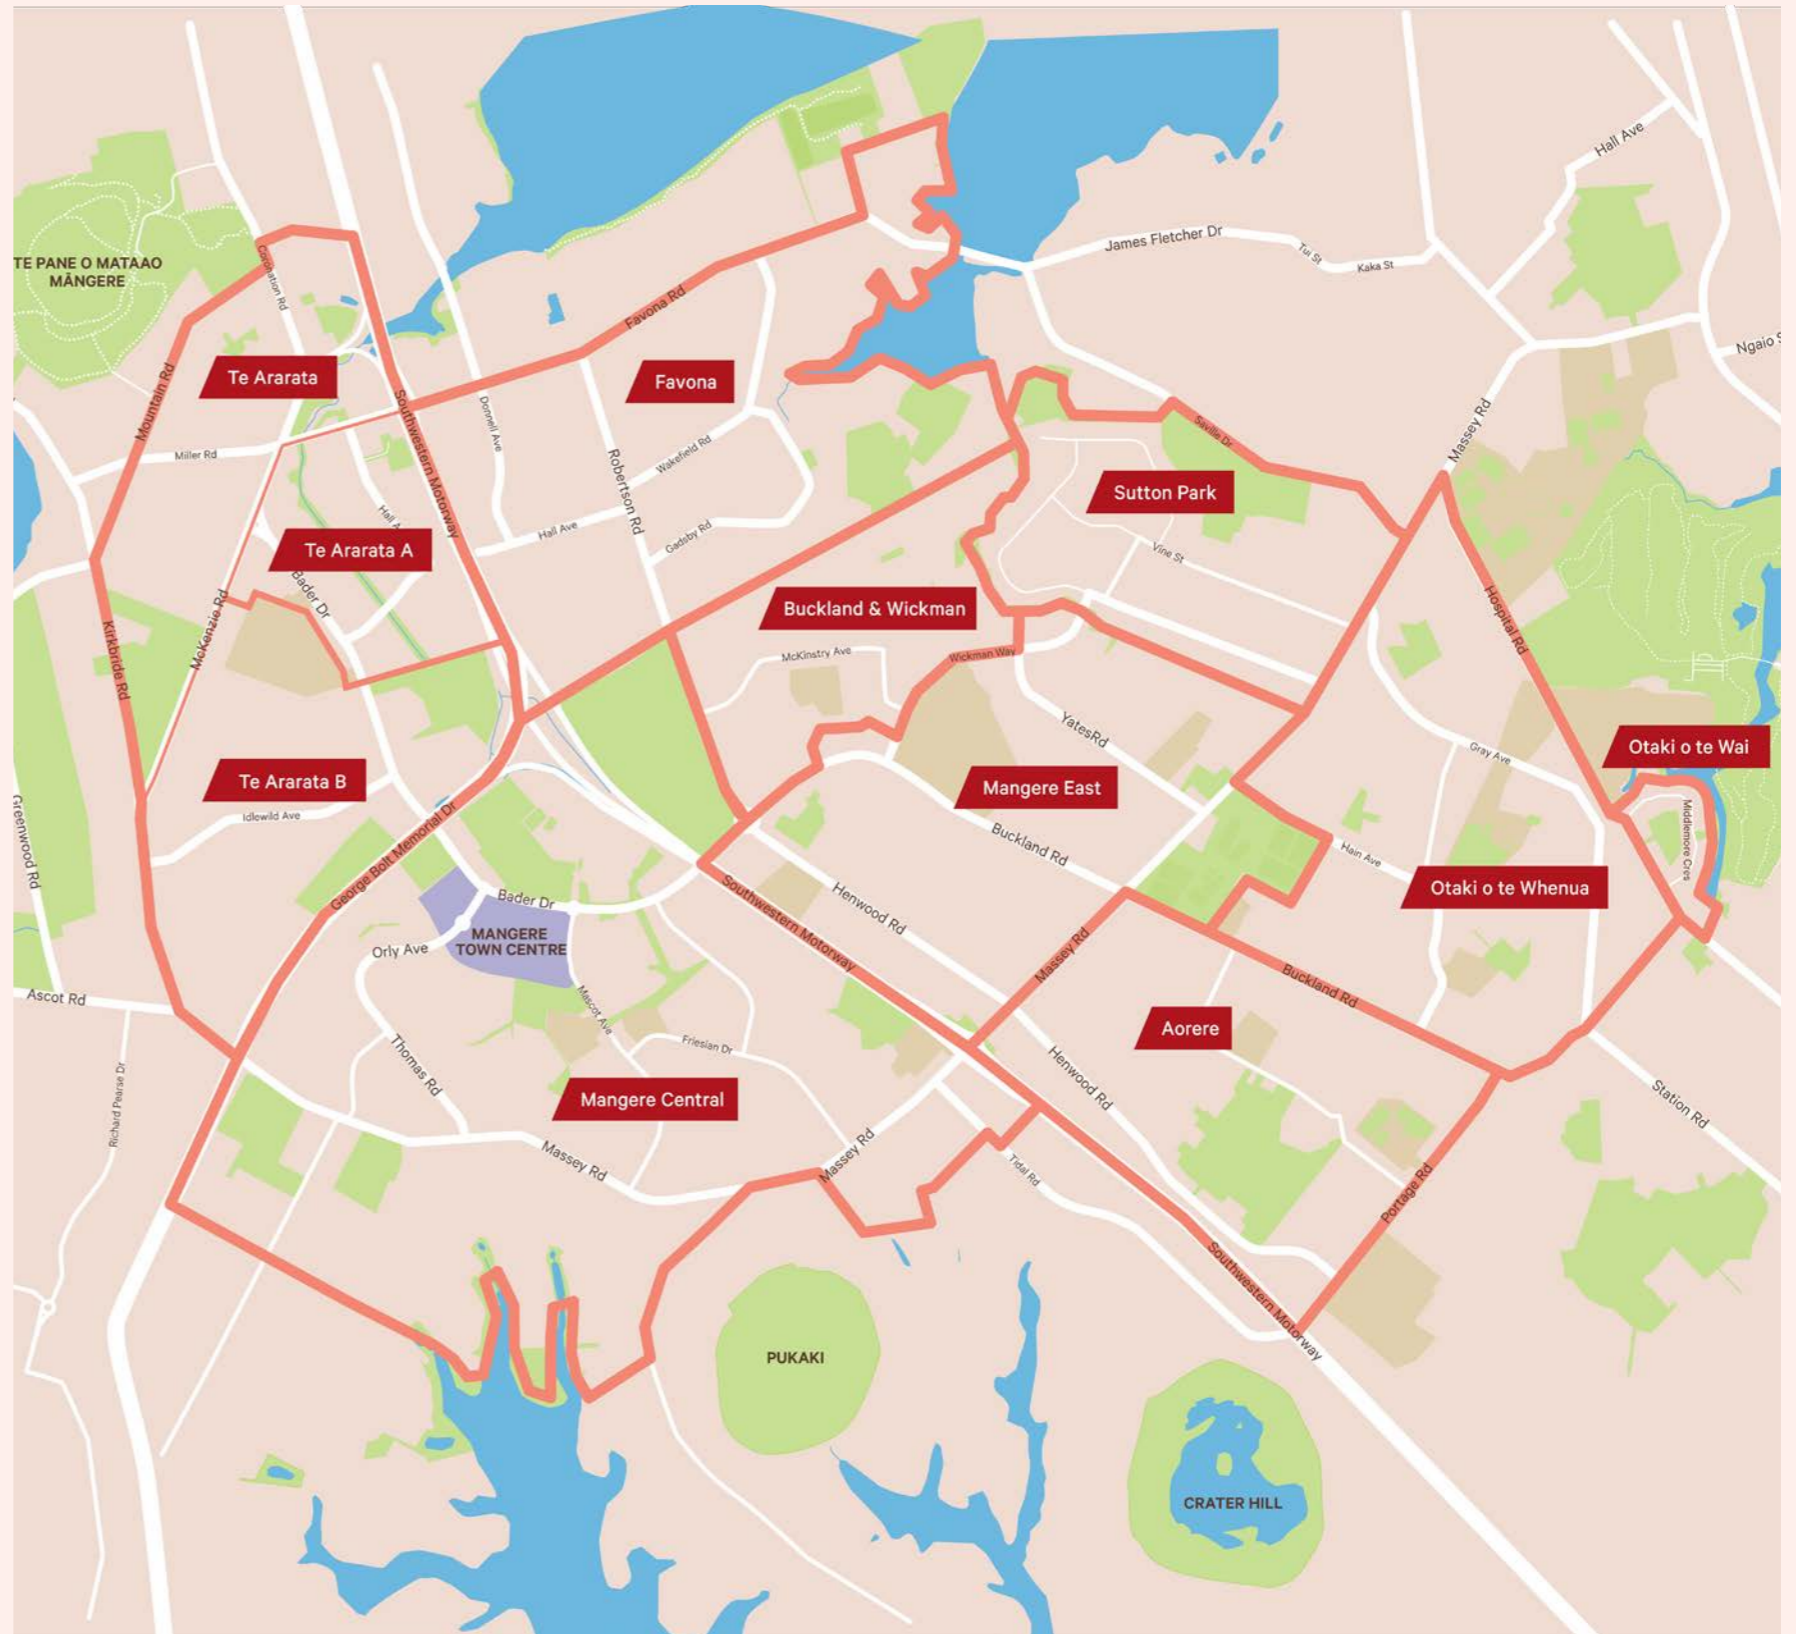 Hall Ave
James Fletcher Dr
Tui St
Kaka St
TE PANE O MATAAO
MĀNGERE
Coronation Rd
Favona Rd
Ngaio
Te Ararata
Favona
Mountain Rd
Southwestern Motorway
Donnell Ave
Massey Rd
Saville Dr
Miller Rd
Wakefield Rd
Robertson Rd
Sutton Park
Hall A
Hall Ave
Gadsby Rd
Te Ararata A
Vine St
Bader Dr
McKenzie Rd
Buckland & Wickman
Hospital Rd
Kirkbride Rd
McKinstry Ave
Wickman Way
YatesRd
Gray Ave
Otaki o te Wai
Te Ararata B
Mangere East
Idlewild Ave
George Bolt Memorial Dr
Greenwood Rd
Buckland Rd
Middlemore Cres
Hain Ave
Otaki o te Whenua
Bader Dr
Henwood Rd
Southwestern Motorway
MANGERE
TOWN CENTRE
Orly Ave
Massey Rd
Buckland Rd
Ascot Rd
Mascot Ave
Aorere
Friesian Dr
Thomas Rd
Henwood Rd
Richard Pearse Dr
Mangere Central
Station Rd
Massey Rd
Massey Rd
Tidal Rd
Portage Rd
Southwestern Motorway
PUKAKI
CRATER HILL